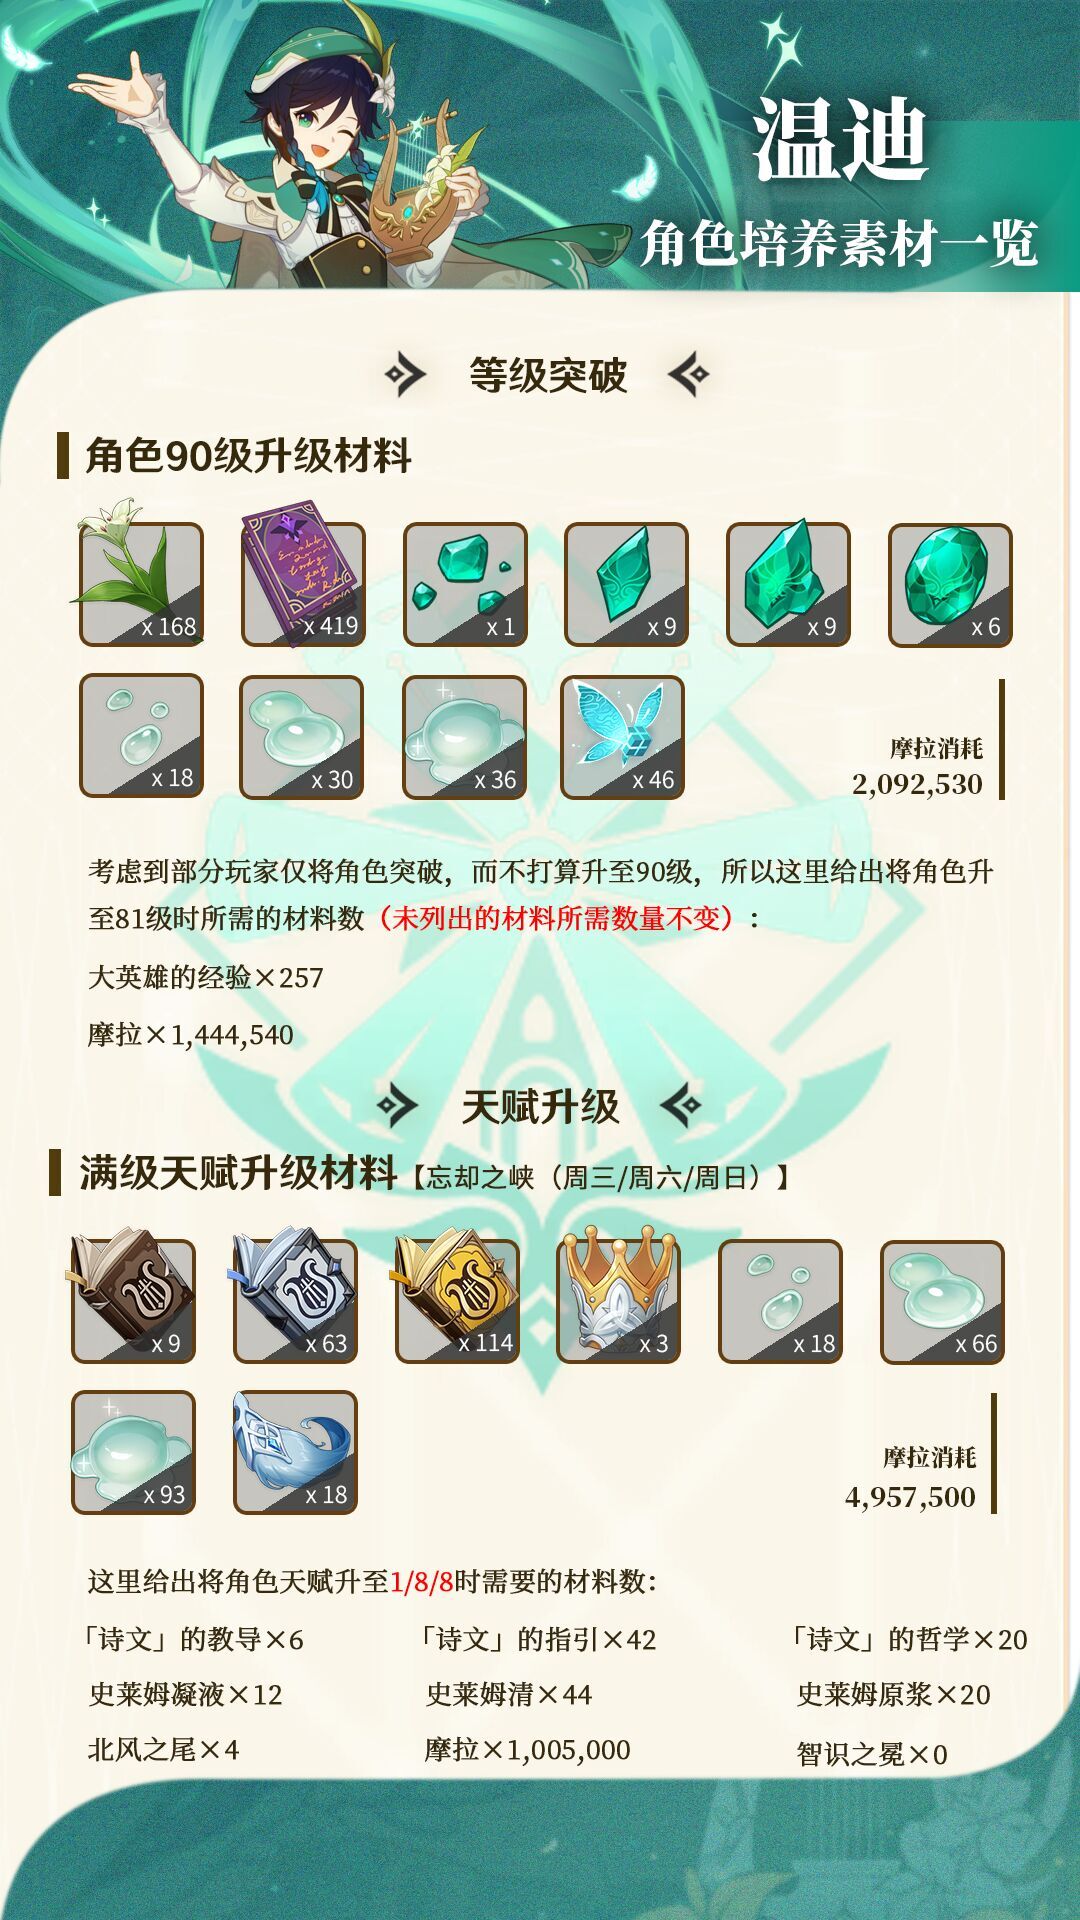 温迪
角色培养素材一览
等级突破
角色90级升级材料
x 168
x 419
x 1
x 9
x 9
x 6
x 18
x 30
x 36
x 46
摩拉消耗
2,092,530
考虑到部分玩家仅将角色突破，而不打算升至90级，所以这里给出将角色升
至81级时所需的材料数（未列出的材料所需数量不变）：
大英雄的经验×257
摩拉×1,444,540
天赋升级
满级天赋升级材料【忘却之峡（周三/周六/周日）】
x 9
x 63
x 114
x 3
x 18
x 66
x 93
x 18
摩拉消耗
4,957,500
这里给出将角色天赋升至1/8/8时需要的材料数：
「诗文」的教导×6
「诗文」的指引×42
「诗文」的哲学×20
史莱姆凝液×12
史莱姆清×44
史莱姆原浆×20
北风之尾×4
摩拉×1,005,000
智识之冕×0